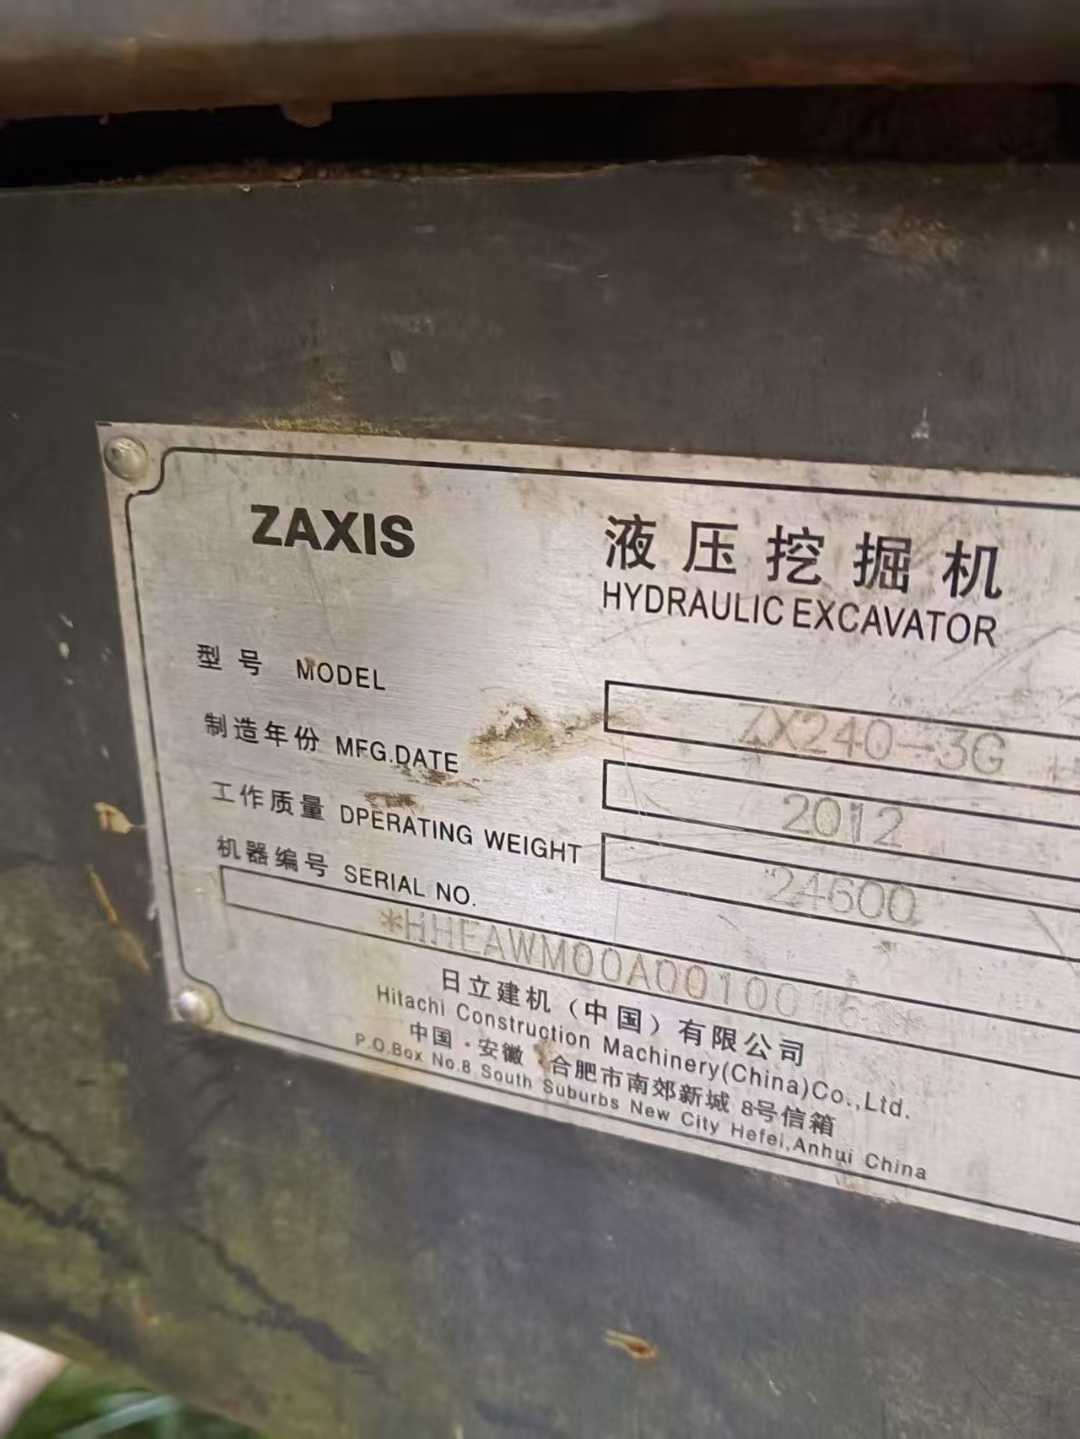 ZAXIS
液压挖掘机
HYDRAULIC EXCAVATOR
型号 MODEL
ZX240-3G
制造年份 MFG.DATE
2012
工作质量 DPERATING WEIGHT
24600
机器编号 SERIAL NO.
日立建机（中国）有限公司
Hitachi Construction Machinery(China)Co.,Ltd.
中国·安徽·合肥市南郊新城 8号信箱
P.O.Box No.8 South Suburbs New City Hefei,Anhui China